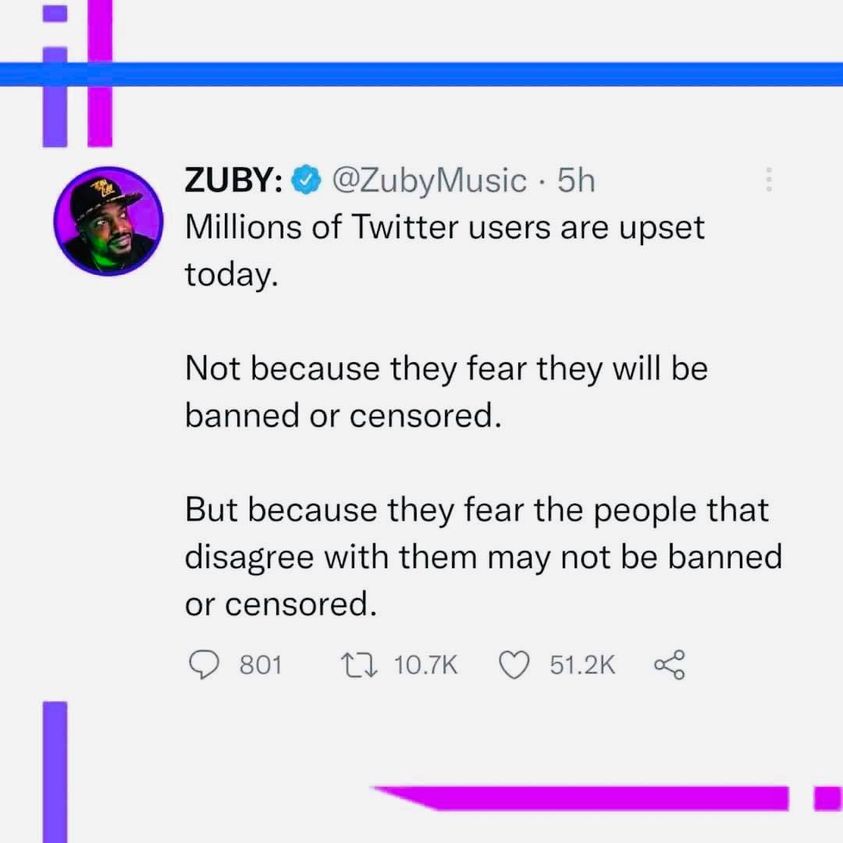 ZUBY: @ZubyMusic · 5h
Millions of Twitter users are upset
today.
Not because they fear they will be
banned or censored.
But because they fear the people that
disagree with them may not be banned
or censored.
801 10.7K 51.2K